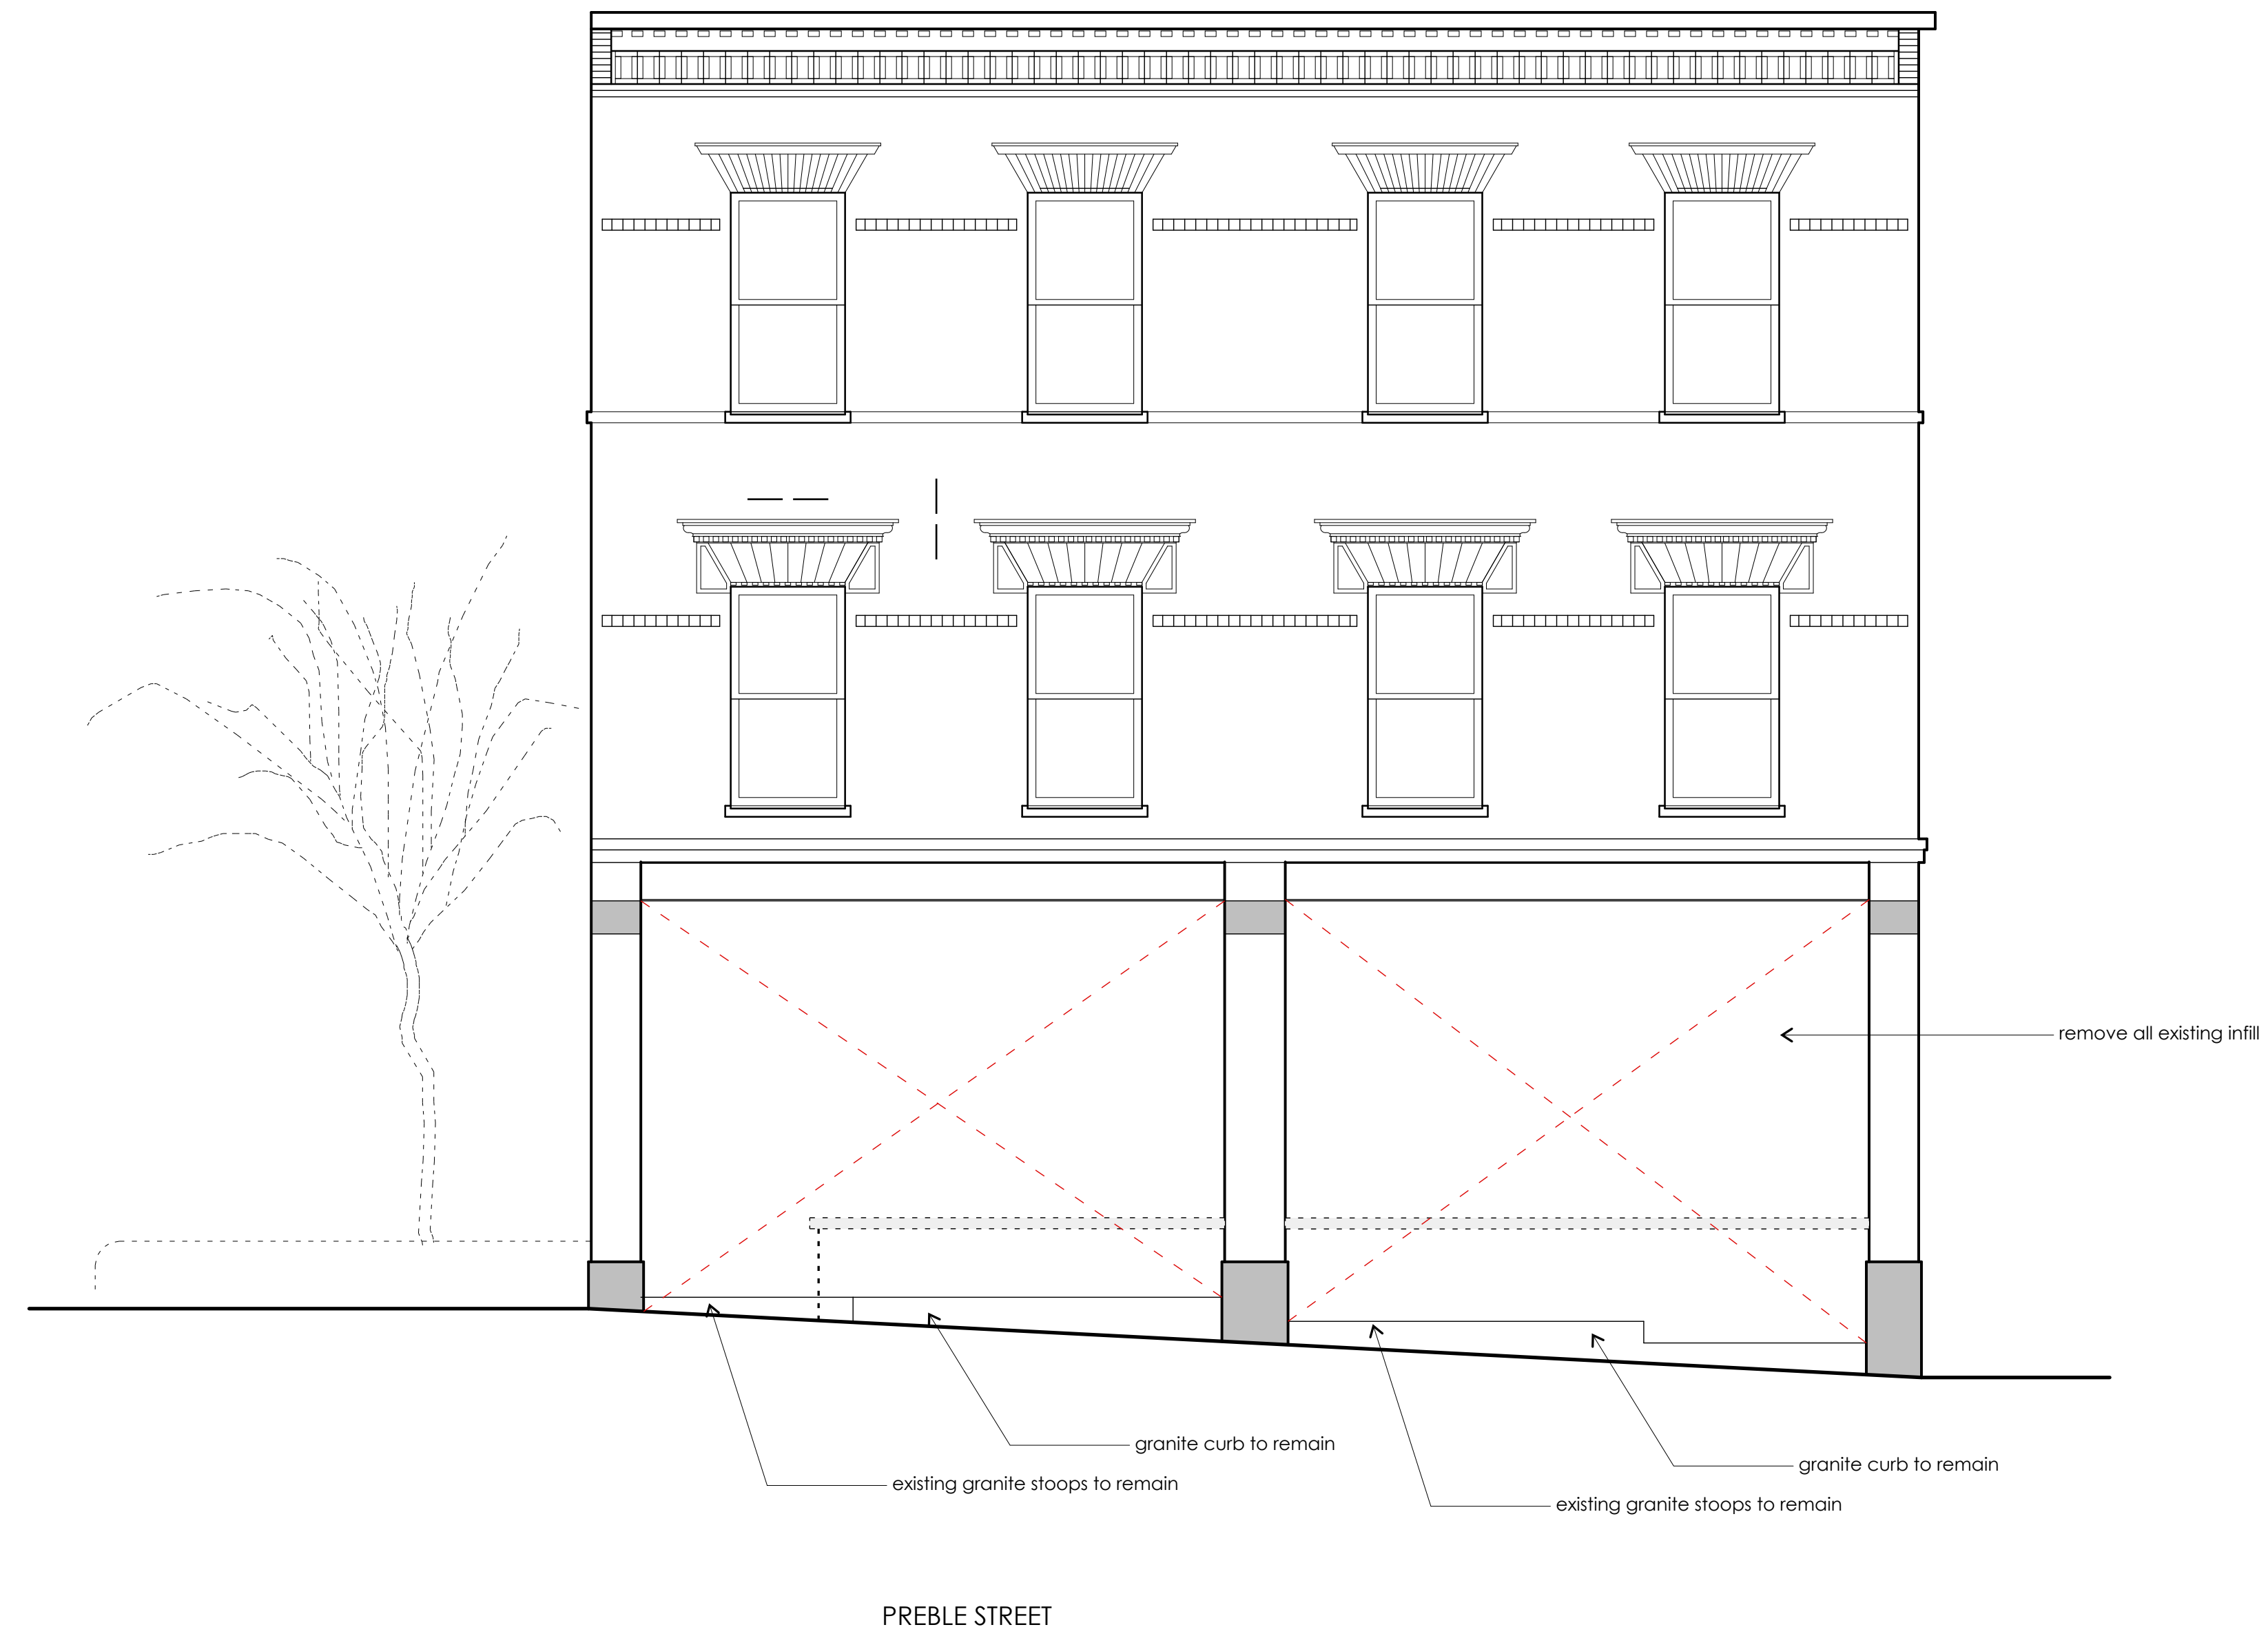 remove all existing infill
granite curb to remain
granite curb to remain
existing granite stoops to remain
existing granite stoops to remain
PREBLE STREET